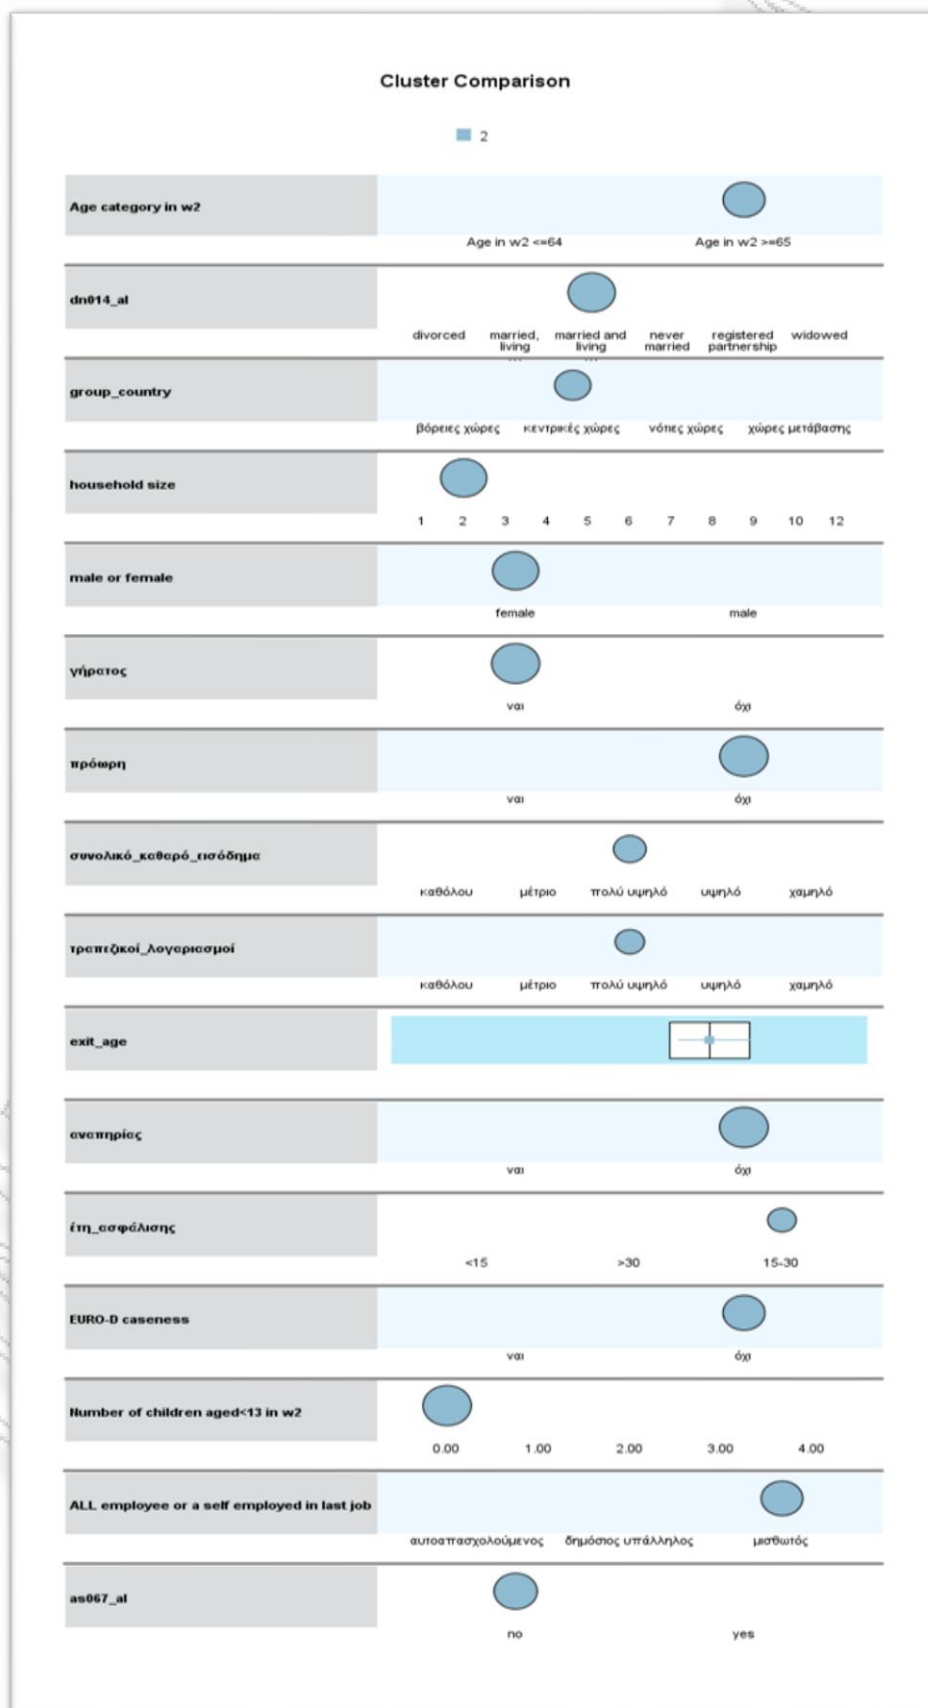 Cluster Comparison
2
Age category in w2
Age in w2 <=64 Age in w2 >=65
dn014_al
divorced married, living ... married and living ... never married registered partnership widowed
group_country
βόρειες χώρες κεντρικές χώρες νότιες χώρες χώρες μετάβασης
household size
1 2 3 4 5 6 7 8 9 10 12
male or female
female male
γήρατος
ναι όχι
πρόωρη
ναι όχι
συνολικό_καθαρό_εισόδημα
καθόλου μέτριο πολύ υψηλό υψηλό χαμηλό
τραπεζικοί_λογαριασμοί
καθόλου μέτριο πολύ υψηλό υψηλό χαμηλό
exit_age
αναπηρίας
ναι όχι
έτη_ασφάλισης
<15 >30 15-30
EURO-D caseness
ναι όχι
Number of children aged<13 in w2
0.00 1.00 2.00 3.00 4.00
ALL employee or a self employed in last job
αυτοαπασχολούμενος δημόσιος υπάλληλος μισθωτός
as067_al
no yes